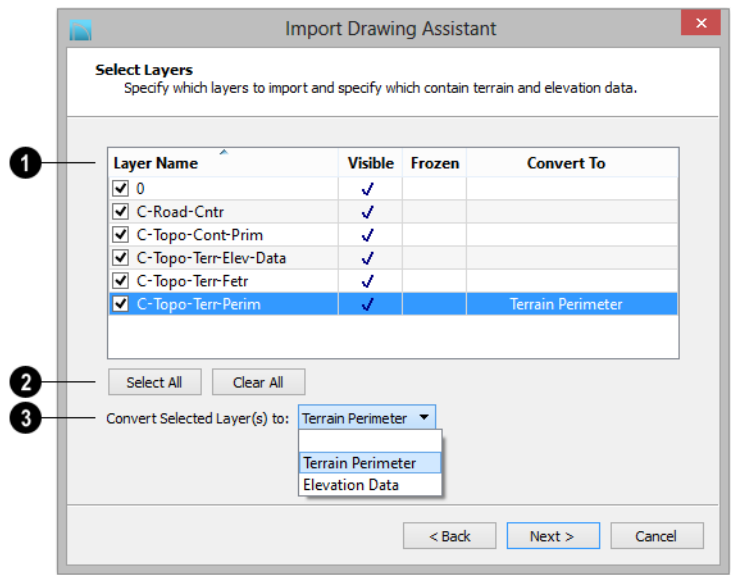 Import Drawing Assistant
Select Layers
Specify which layers to import and specify which contain terrain and elevation data.
1
Layer Name Visible Frozen Convert To
0
C-Road-Cntr
C-Topo-Cont-Prim
C-Topo-Terr-Elev-Data
C-Topo-Terr-Fetr
C-Topo-Terr-Perim Terrain Perimeter
2 Select All Clear All
3 Convert Selected Layer(s) to: Terrain Perimeter
Terrain Perimeter
Elevation Data
< Back Next > Cancel